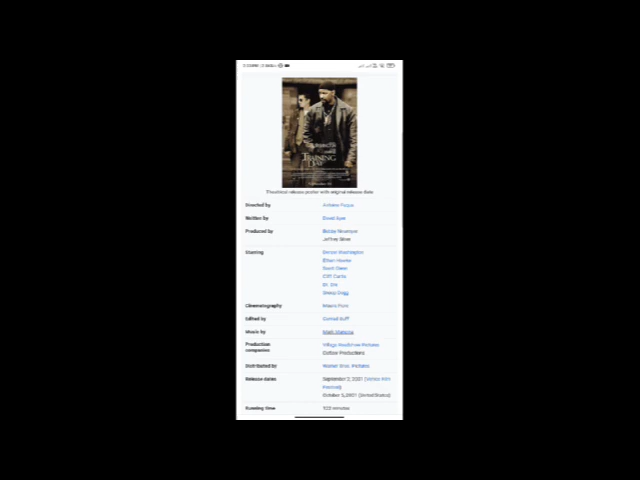 TRAINING
DAY
Theatrical release poster with original release date
Directed by Antoine Fuqua
Written by David Ayer
Produced by Bobby Newmyer
Jeffrey Silver
Starring Denzel Washington
Ethan Hawke
Scott Glenn
Cliff Curtis
Dr. Dre
Snoop Dogg
Cinematography Mauro Fiore
Edited by Conrad Buff
Music by Mark Mancina
Production Village Roadshow Pictures
companies Outlaw Productions
Distributed by Warner Bros. Pictures
Release dates September 2, 2001 (Venice Film
Festival)
October 5, 2001 (United States)
Running time 122 minutes